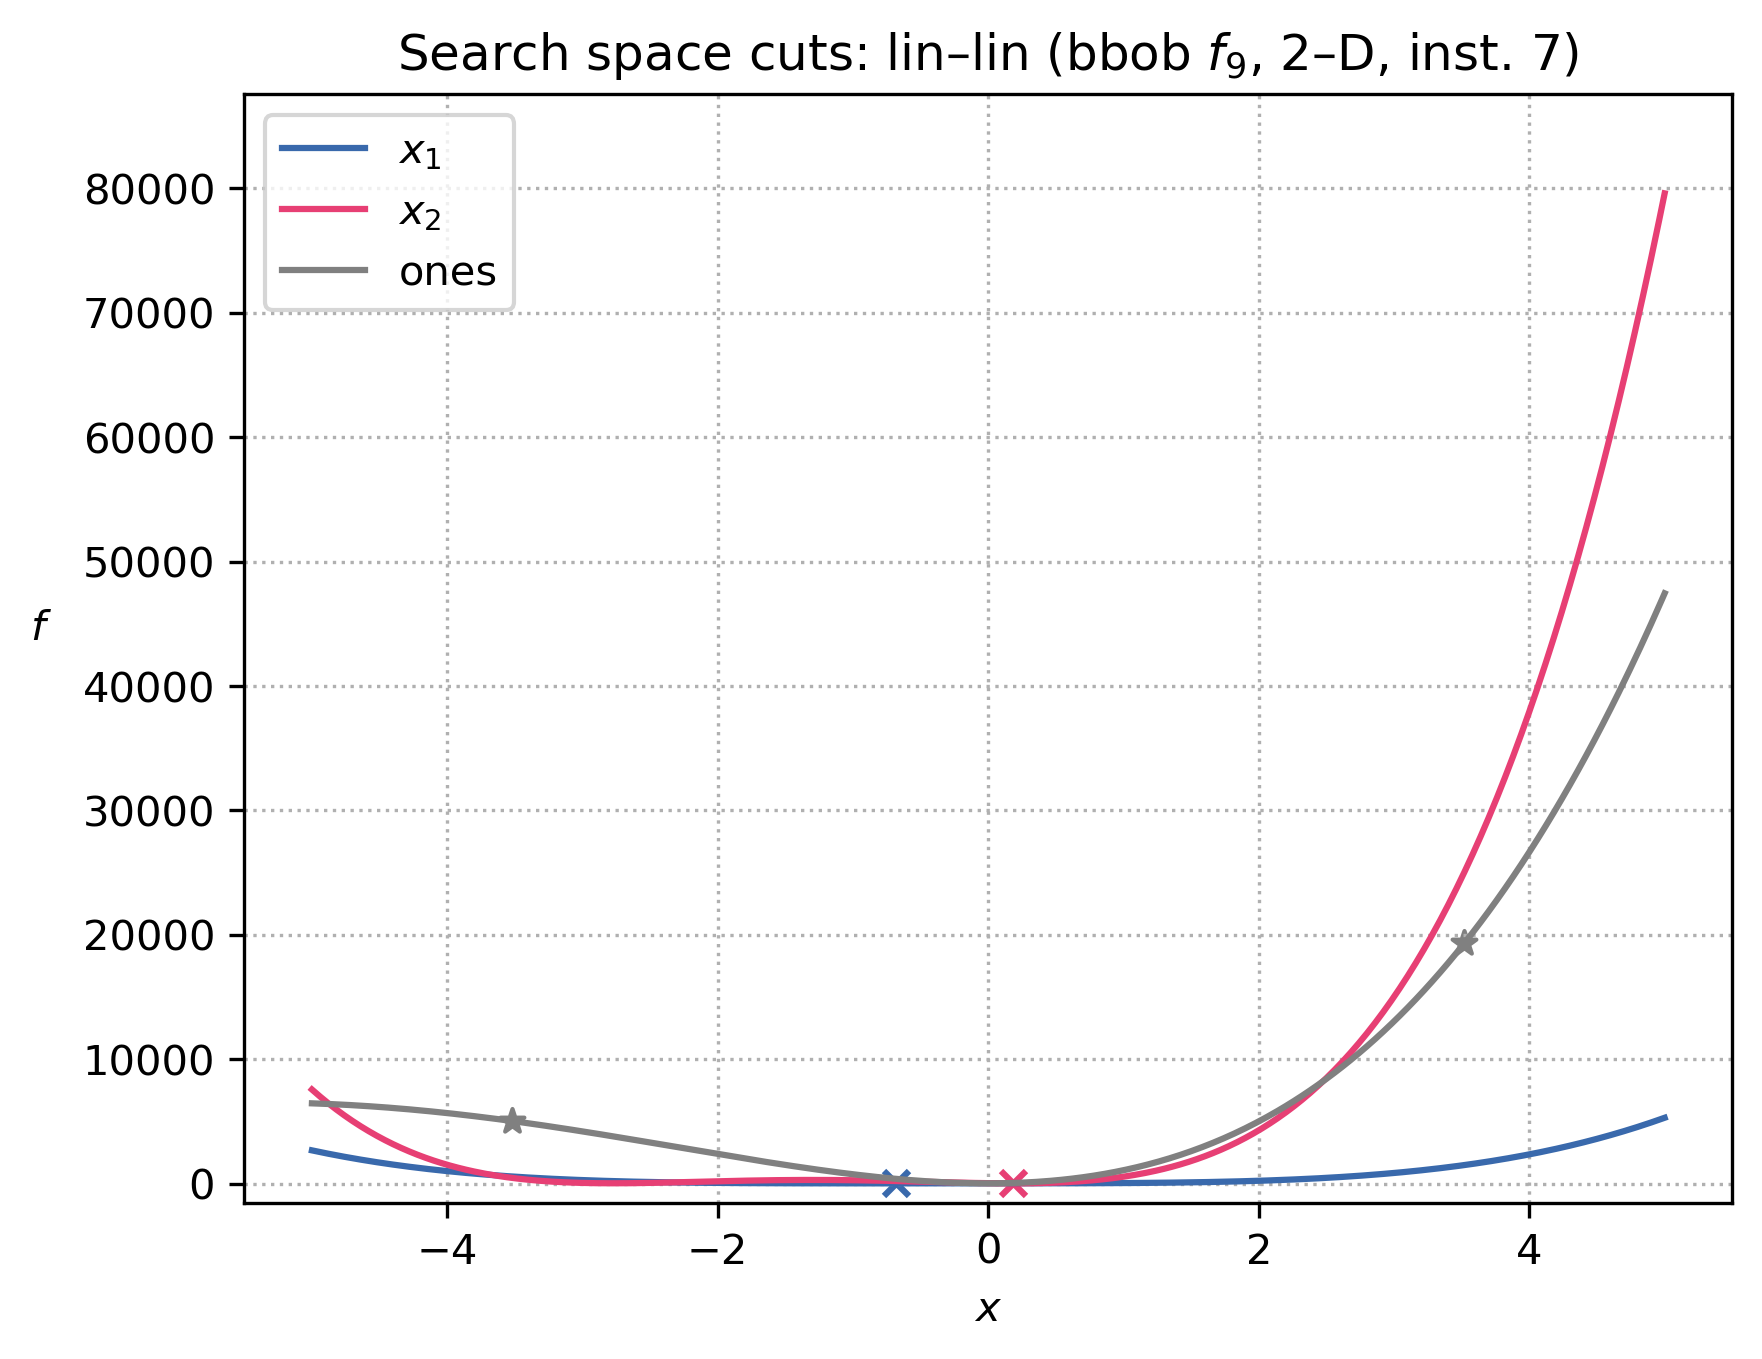 Search space cuts: lin–lin (bbob f₉, 2–D, inst. 7)
x₁
x₂
ones
80000
70000
60000
50000
40000
30000
20000
10000
0
f
−4 −2 0 2 4
x